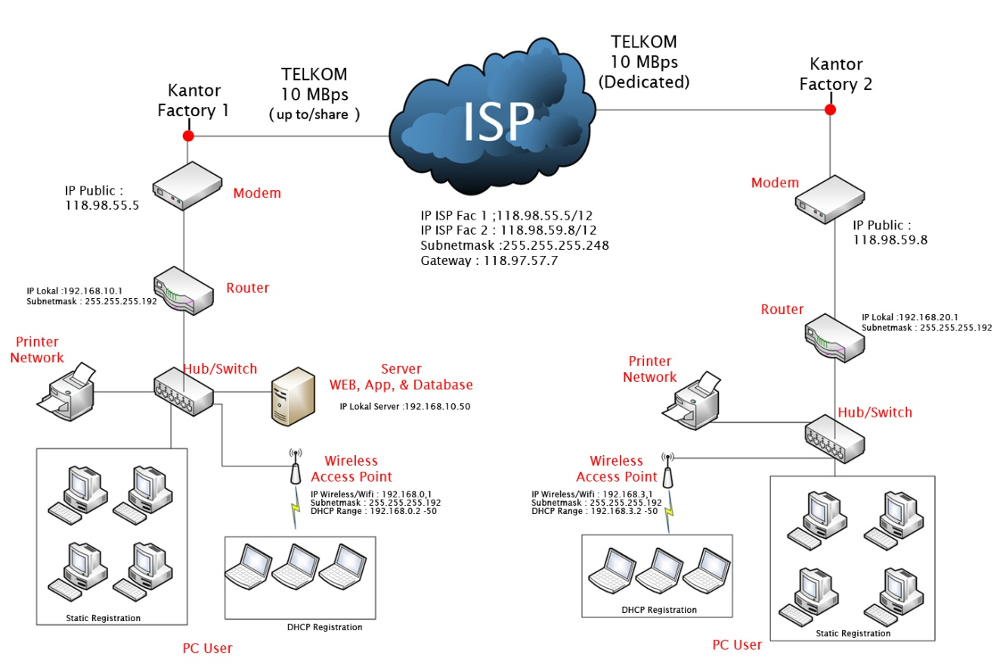 Kantor
Factory 1
TELKOM
10 MBps
( up to/share )
ISP
TELKOM
10 MBps
(Dedicated)
Kantor
Factory 2
IP Public :
118.98.55.5
Modem
IP ISP Fac 1 ;118.98.55.5/12
IP ISP Fac 2 : 118.98.59.8/12
Subnetmask :255.255.255.248
Gateway : 118.97.57.7
Modem
IP Public :
118.98.59.8
IP Lokal :192.168.10.1
Subnetmask : 255.255.255.192
Router
Router
IP Lokal :192.168.20.1
Subnetmask : 255.255.255.192
Printer
Network
Hub/Switch
Server
WEB, App, & Database
IP Lokal Server :192.168.10.50
Printer
Network
Hub/Switch
Wireless
Access Point
IP Wireless/Wifi : 192.168.0,1
Subnetmask : 255.255.255.192
DHCP Range : 192.168.0.2 -50
Wireless
Access Point
IP Wireless/Wifi : 192.168.3,1
Subnetmask : 255.255.255.192
DHCP Range : 192.168.3.2 -50
Static Registration
DHCP Registration
PC User
DHCP Registration
Static Registration
PC User